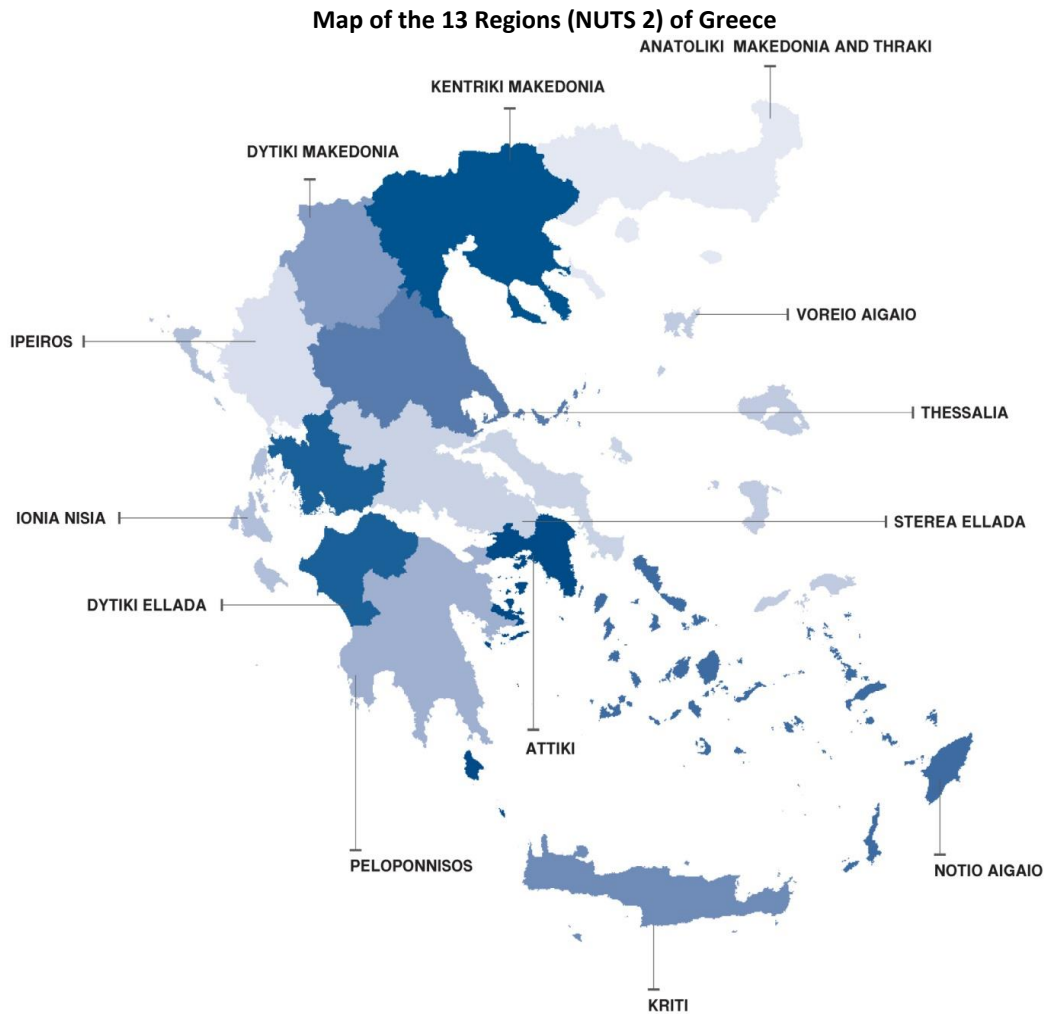 Map of the 13 Regions (NUTS 2) of Greece
ANATOLIKI MAKEDONIA AND THRAKI
KENTRIKI MAKEDONIA
DYTIKI MAKEDONIA
VOREIO AIGAIO
IPEIROS
THESSALIA
IONIA NISIA
STEREA ELLADA
DYTIKI ELLADA
ATTIKI
PELOPONNISOS
NOTIO AIGAIO
KRITI